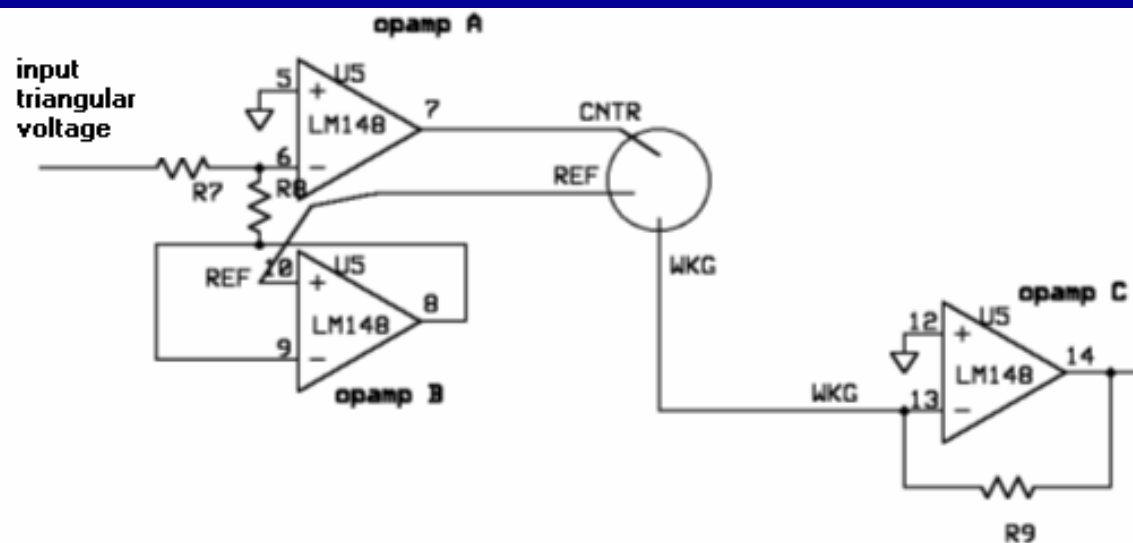 opamp A
input
triangular
voltage
5
U5
+
LM148
7
6
-
R7
R8
CNTR
REF
WKG
REF
10
U5
+
LM148
8
9
-
opamp B
opamp C
12
U5
+
LM148
14
WKG
13
-
R9